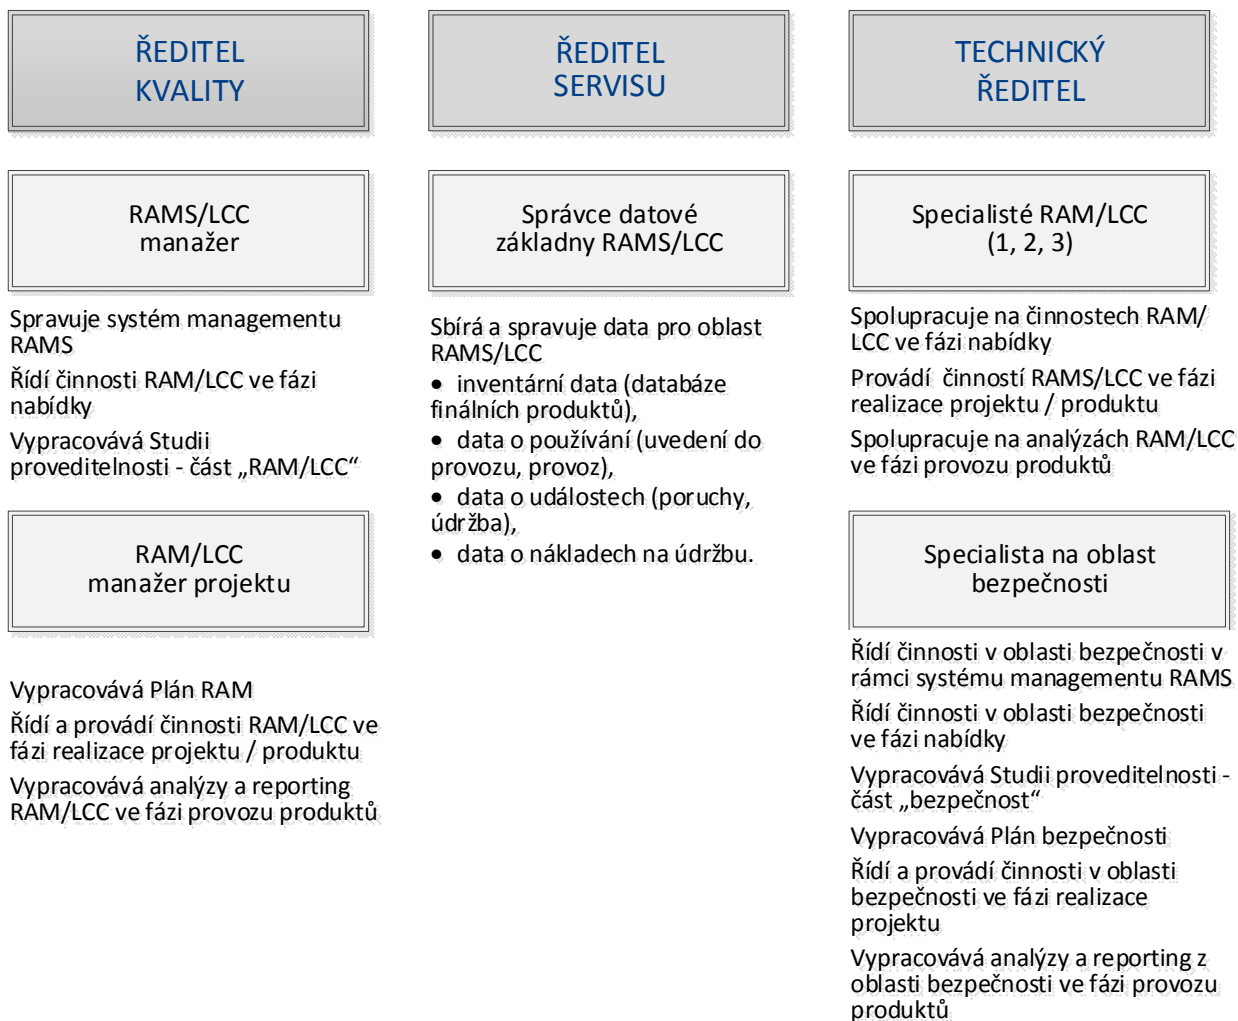 ŘEDITEL
KVALITY
RAMS/LCC
manažer
Spravuje systém managementu
RAMS
Řídí činnosti RAM/LCC ve fázi
nabídky
Vypracovává Studii
proveditelnosti - část „RAM/LCC“
RAM/LCC
manažer projektu
Vypracovává Plán RAM
Řídí a provádí činnosti RAM/LCC ve
fázi realizace projektu / produktu
Vypracovává analýzy a reporting
RAM/LCC ve fázi provozu produktů
ŘEDITEL
SERVISU
Správce datové
základny RAMS/LCC
Sbírá a spravuje data pro oblast
RAMS/LCC
• inventární data (databáze
finálních produktů),
• data o používání (uvedení do
provozu, provoz),
• data o událostech (poruchy,
údržba),
• data o nákladech na údržbu.
TECHNICKÝ
ŘEDITEL
Specialisté RAM/LCC
(1, 2, 3)
Spolupracuje na činnostech RAM/
LCC ve fázi nabídky
Provádí činností RAMS/LCC ve fázi
realizace projektu / produktu
Spolupracuje na analýzách RAM/LCC
ve fázi provozu produktů
Specialista na oblast
bezpečnosti
Řídí činnosti v oblasti bezpečnosti v
rámci systému managementu RAMS
Řídí činnosti v oblasti bezpečnosti
ve fázi nabídky
Vypracovává Studii proveditelnosti -
část „bezpečnost“
Vypracovává Plán bezpečnosti
Řídí a provádí činnosti v oblasti
bezpečnosti ve fázi realizace
projektu
Vypracovává analýzy a reporting z
oblasti bezpečnosti ve fázi provozu
produktů